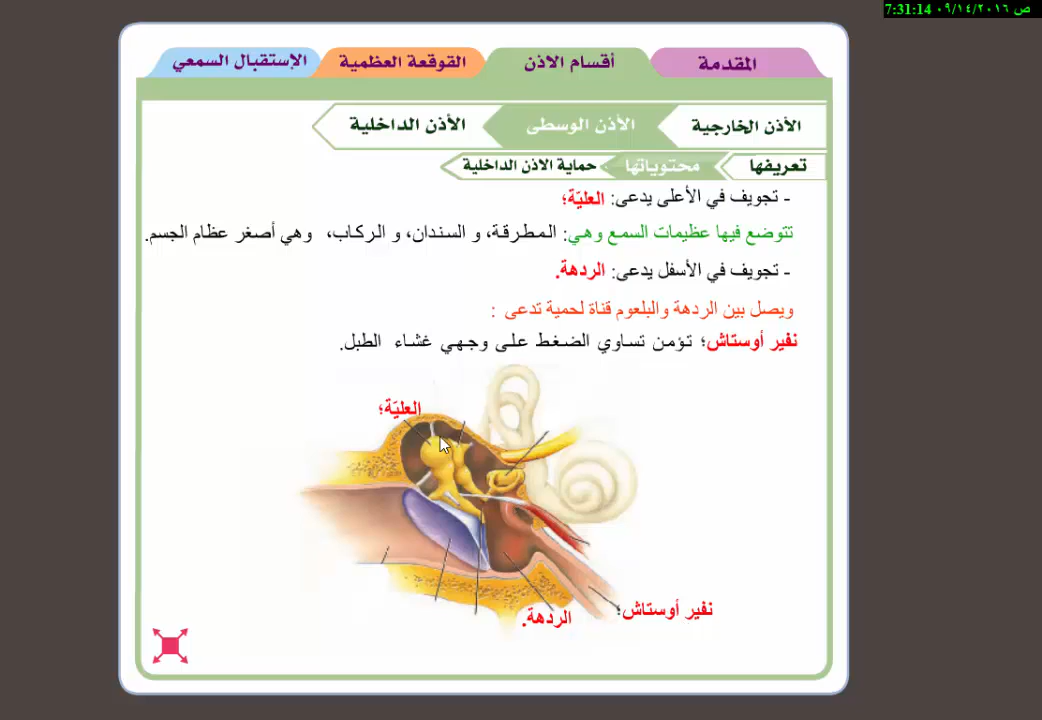 7:31:14 ٠٩/١٤/٢٠١٦ ص
المقدمة
أقسام الاذن
القوقعة العظمية
الإستقبال السمعي
الأذن الخارجية
الأذن الوسطى
الأذن الداخلية
تعريفها
محتوياتها
حماية الاذن الداخلية
- تجويف في الأعلى يدعى: العليّة؛
تتوضع فيها عظيمات السمع وهي: المطرقة، و السندان، و الركاب، وهي أصغر عظام الجسم.
- تجويف في الأسفل يدعى: الردهة.
ويصل بين الردهة والبلعوم قناة لحمية تدعى :
نفير أوستاش؛ تؤمن تساوي الضغط على وجهي غشاء الطبل.
العليّة؛
نفير أوستاش؛
الردهة.